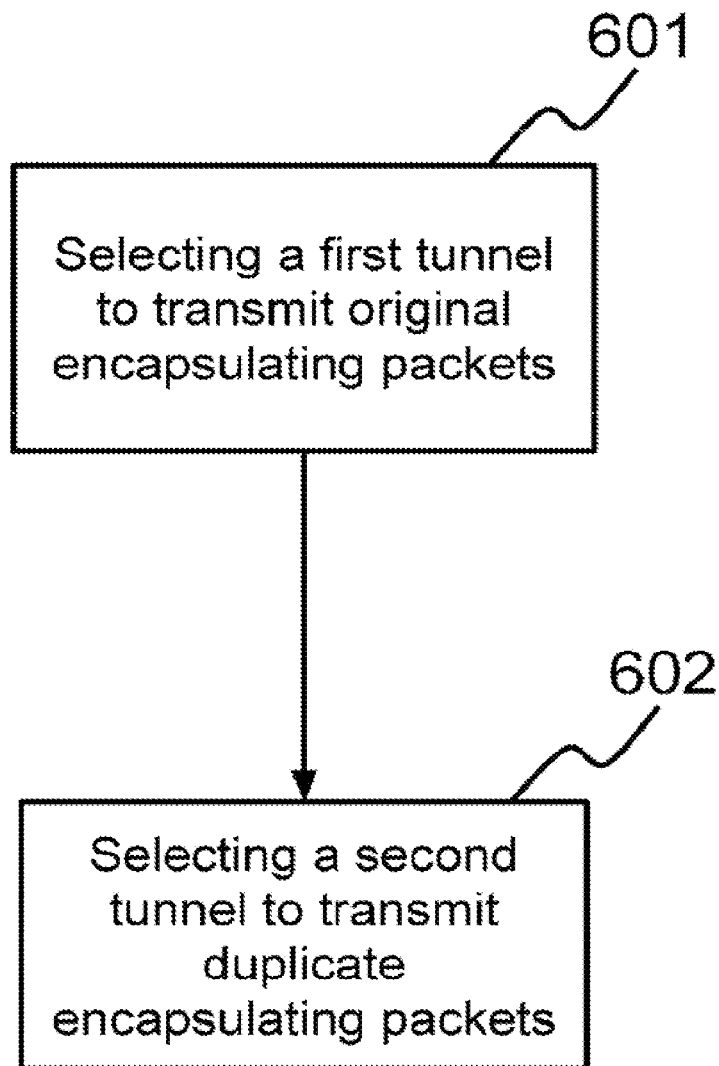 601
Selecting a first tunnel
to transmit original
encapsulating packets
602
Selecting a second
tunnel to transmit
duplicate
encapsulating packets